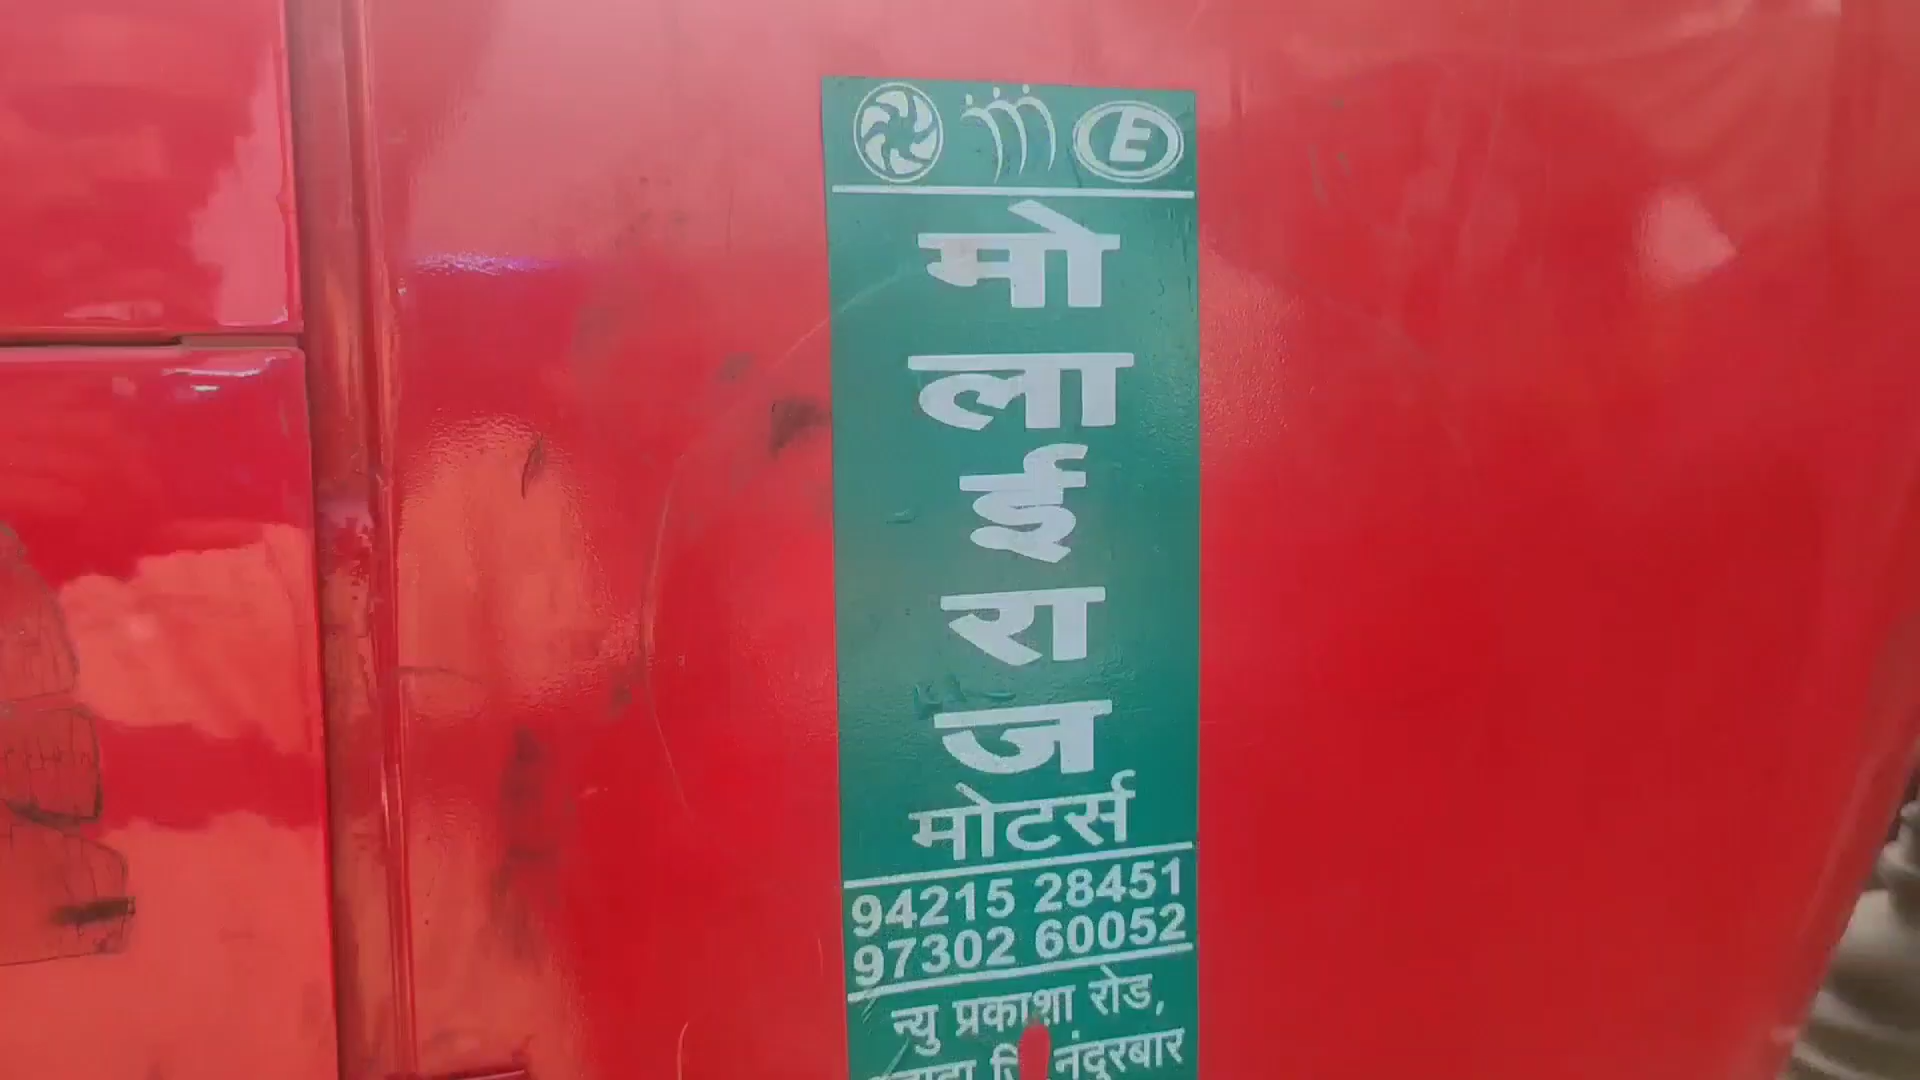 E
मो
ला
ई
रा
ज
मोटर्स
94215 28451
97302 60052
न्यु प्रकाशा रोड,
नंदुरबार